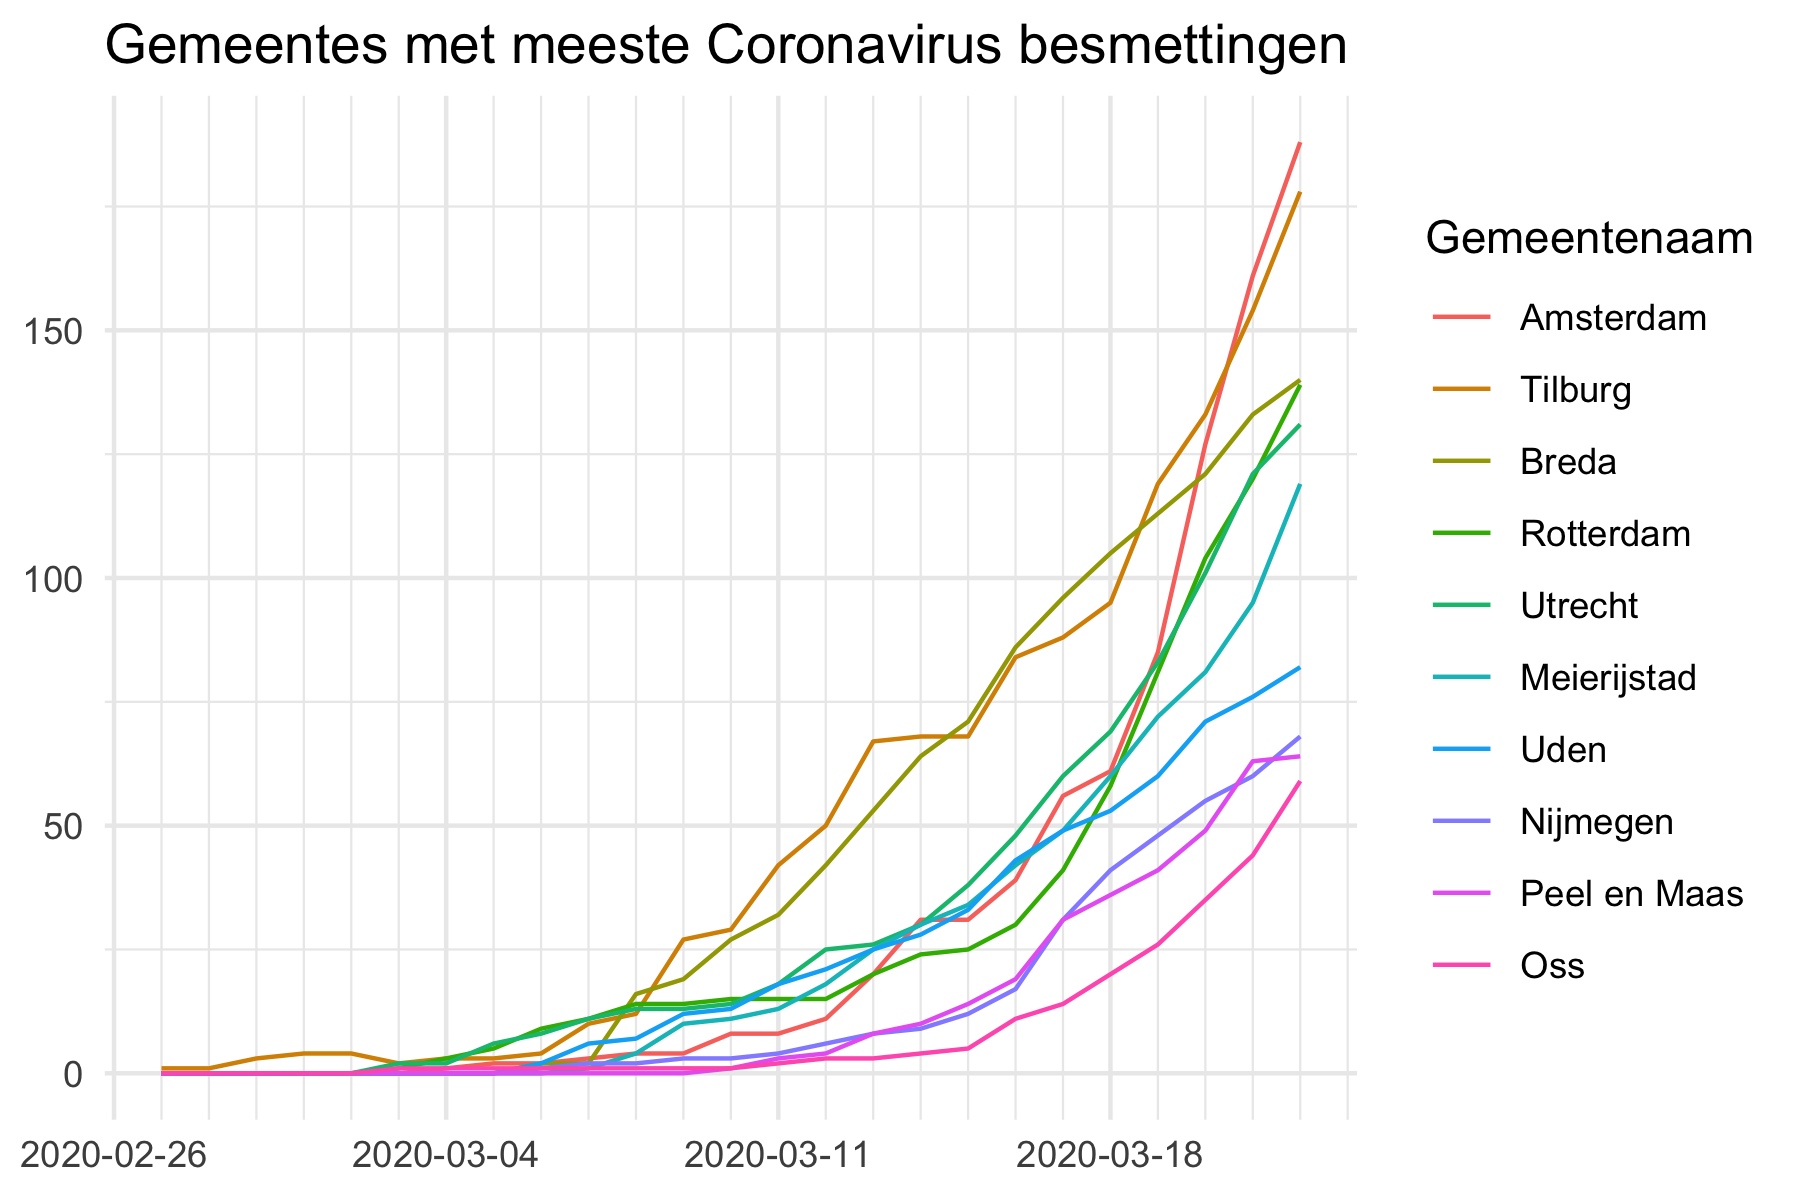 Gemeentes met meeste Coronavirus besmettingen
150
100
50
0
2020-02-26
2020-03-04
2020-03-11
2020-03-18
Gemeentenaam
Amsterdam
Tilburg
Breda
Rotterdam
Utrecht
Meierijstad
Uden
Nijmegen
Peel en Maas
Oss